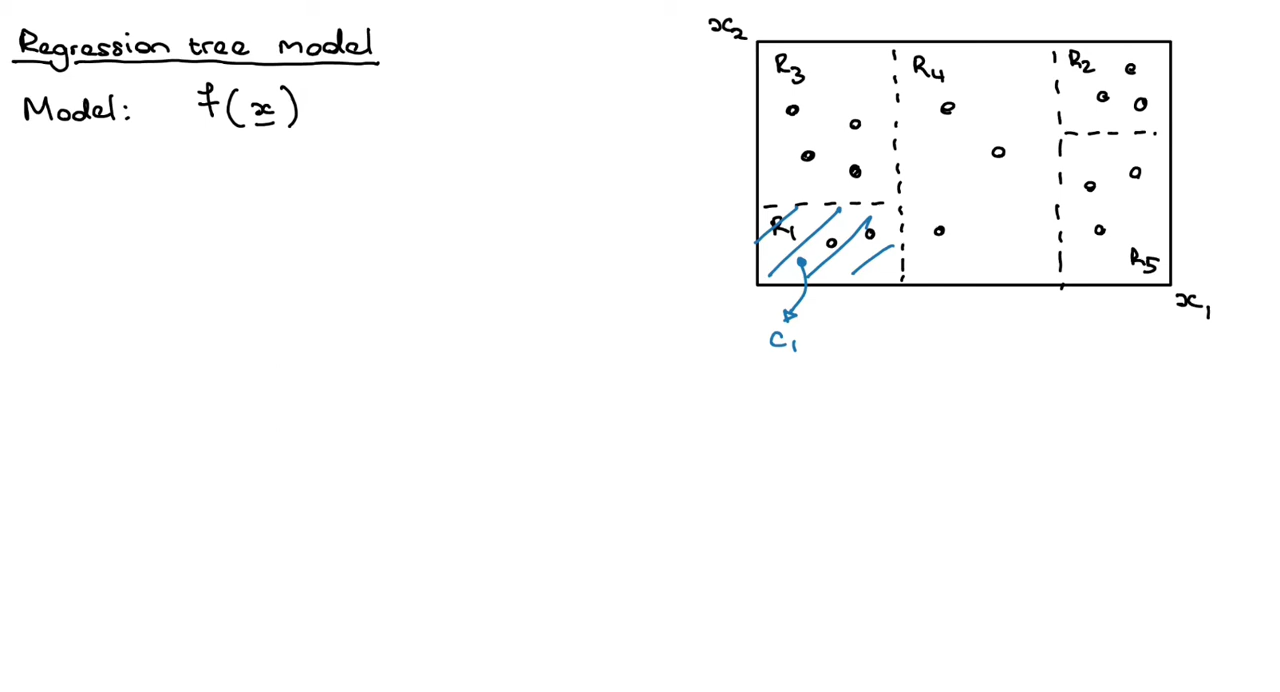 Regression tree model
Model: f(x)
x2
R3 R4 R2
R1
R5
x1
c1